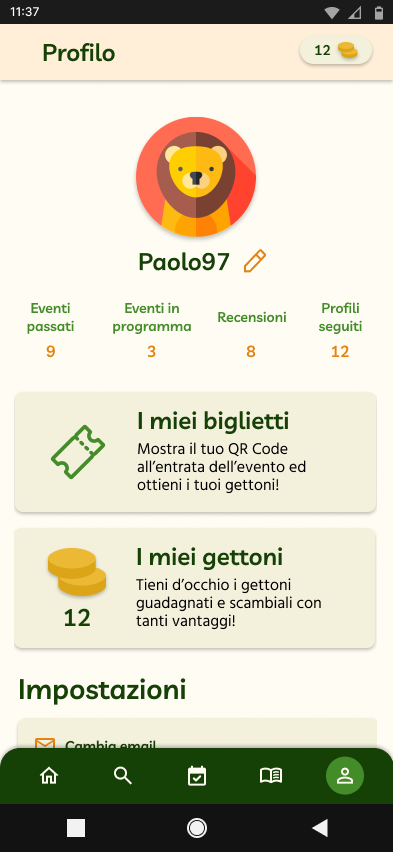 11:37
Profilo
12
Paolo97
Eventi
passati
9
Eventi in
programma
3
Recensioni
8
Profili
seguiti
12
I miei biglietti
Mostra il tuo QR Code
all'entrata dell'evento ed
ottieni i tuoi gettoni!
I miei gettoni
Tieni d'occhio i gettoni
guadagnati e scambiali con
tanti vantaggi!
12
Impostazioni
Cambia email